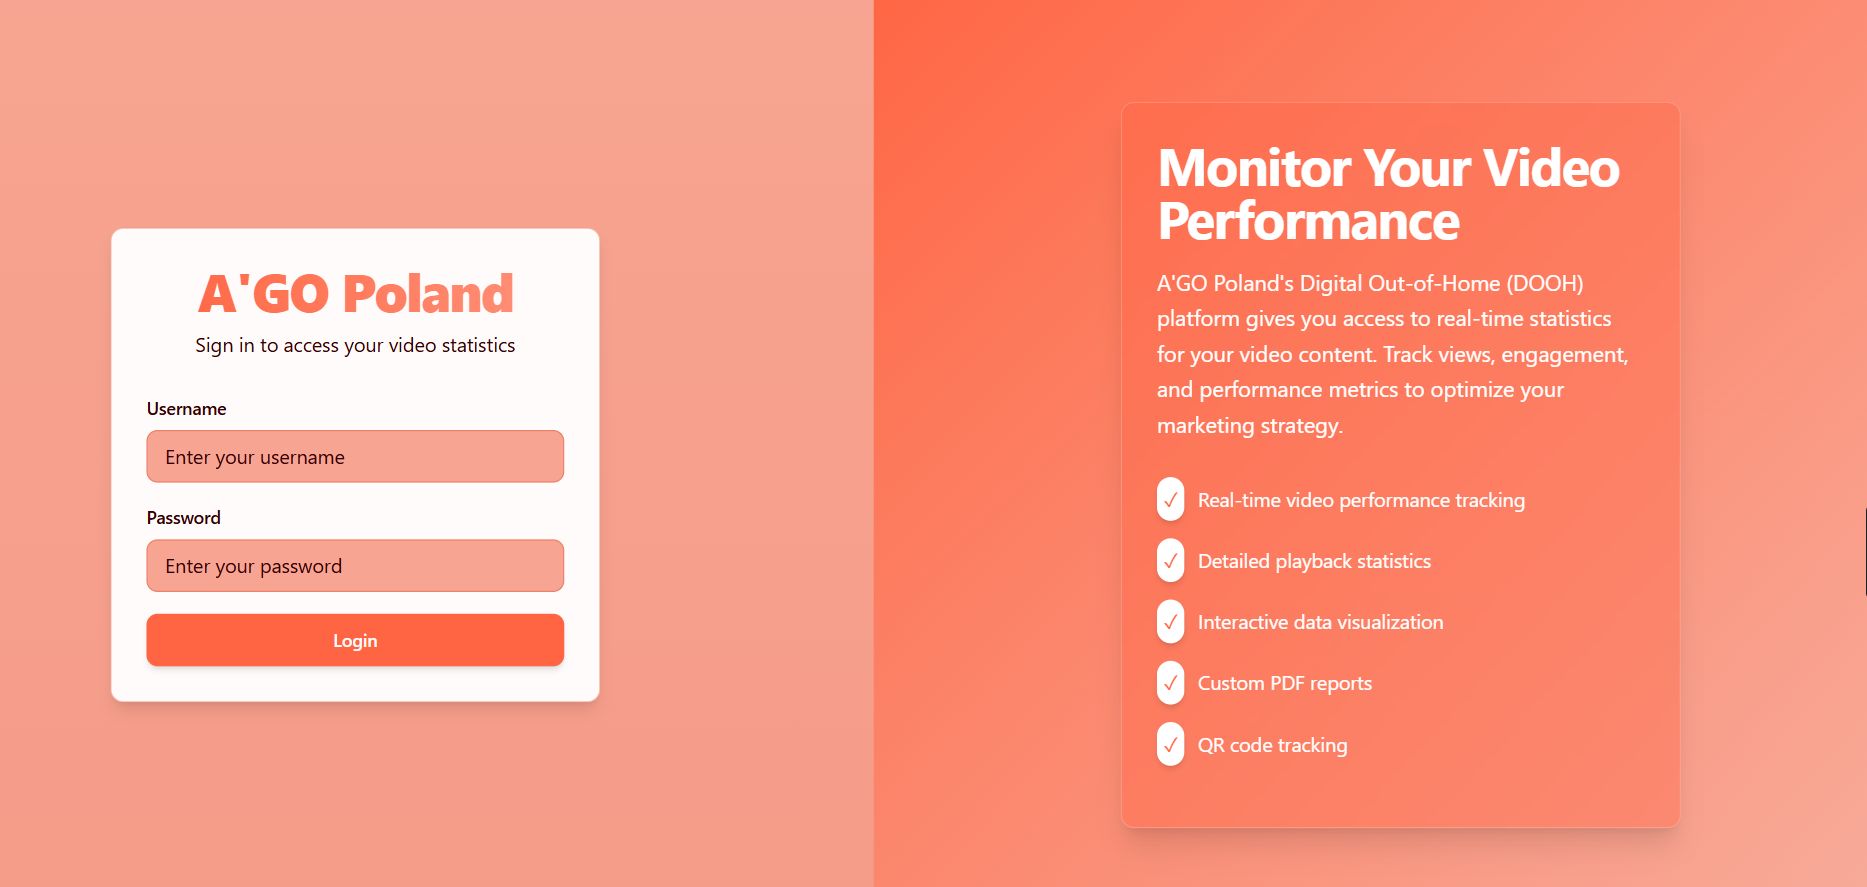 A'GO Poland
Sign in to access your video statistics
Username
Enter your username
Password
Enter your password
Login
Monitor Your Video
Performance
A'GO Poland's Digital Out-of-Home (DOOH)
platform gives you access to real-time statistics
for your video content. Track views, engagement,
and performance metrics to optimize your
marketing strategy.
✓ Real-time video performance tracking
✓ Detailed playback statistics
✓ Interactive data visualization
✓ Custom PDF reports
✓ QR code tracking